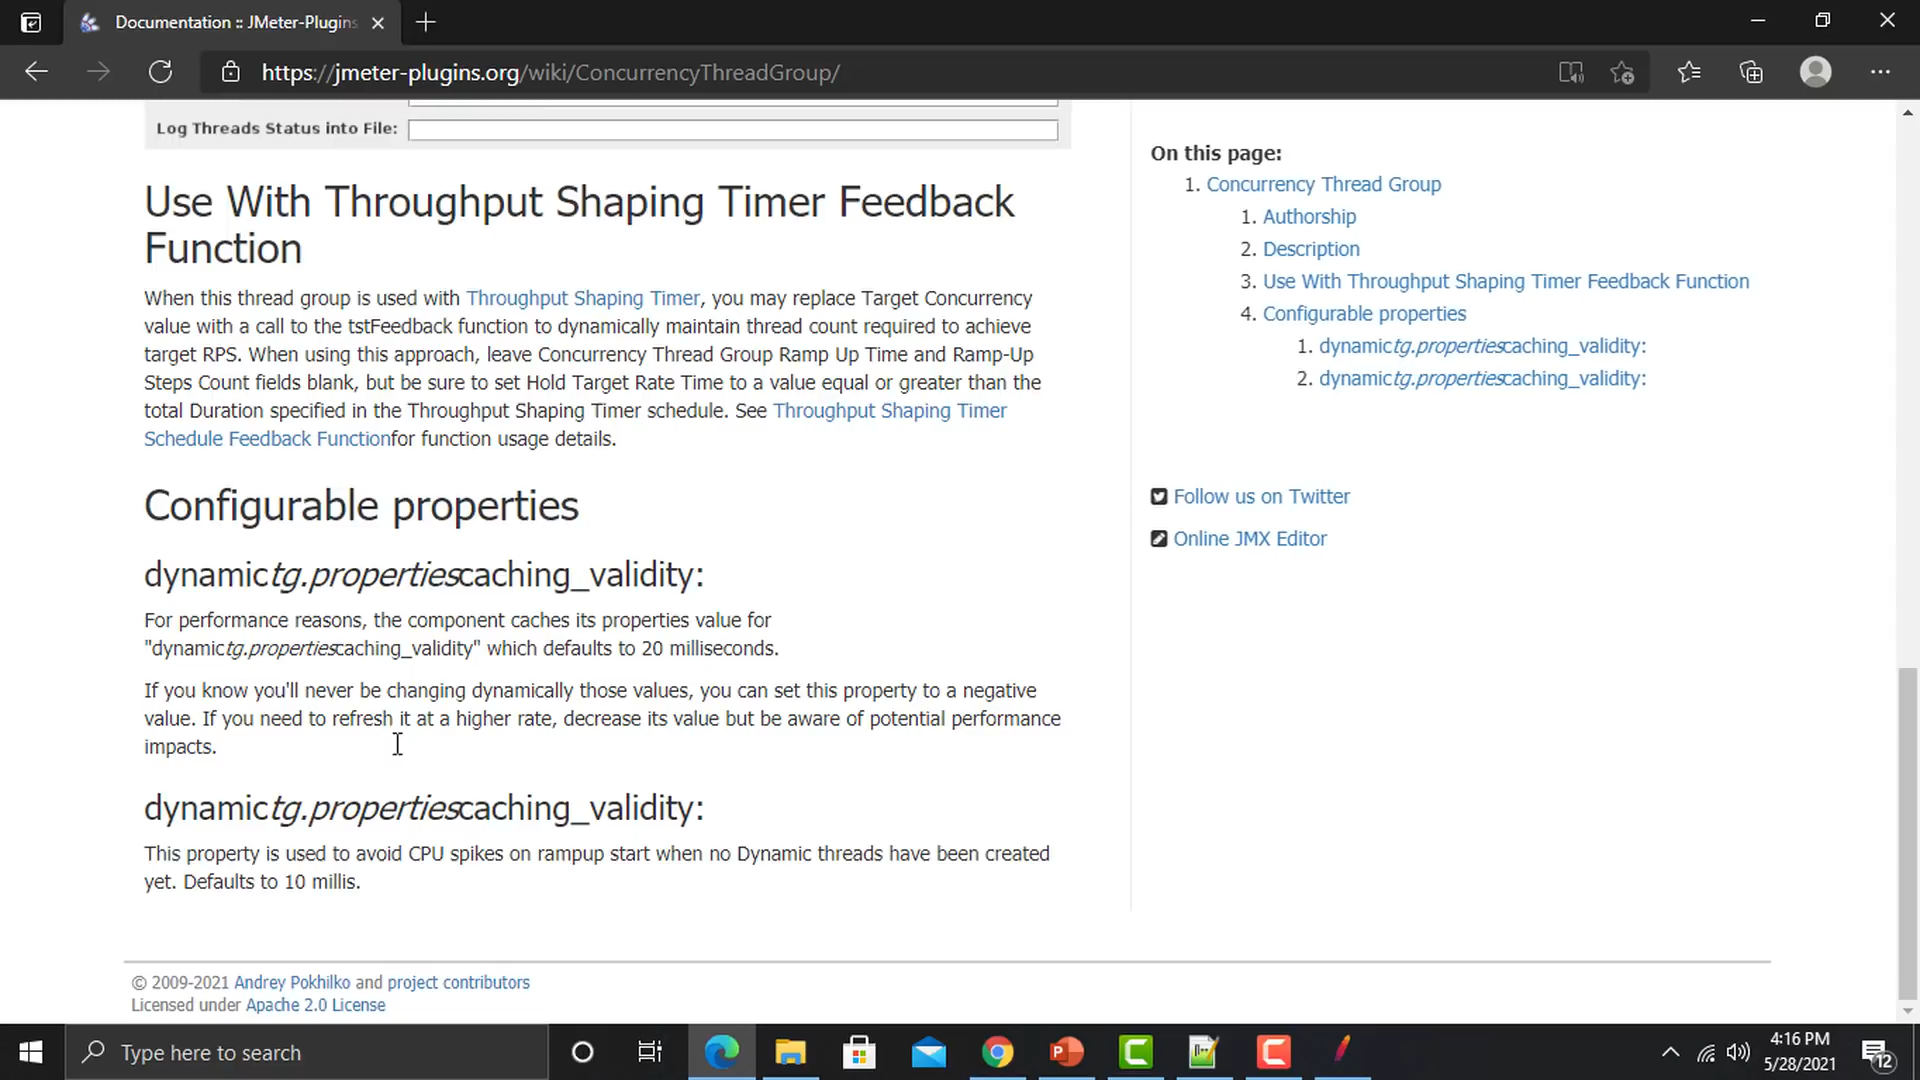 Documentation :: JMeter-Plugins
https://jmeter-plugins.org/wiki/ConcurrencyThreadGroup/
Log Threads Status into File:
Use With Throughput Shaping Timer Feedback
Function
When this thread group is used with Throughput Shaping Timer, you may replace Target Concurrency
value with a call to the tstFeedback function to dynamically maintain thread count required to achieve
target RPS. When using this approach, leave Concurrency Thread Group Ramp Up Time and Ramp-Up
Steps Count fields blank, but be sure to set Hold Target Rate Time to a value equal or greater than the
total Duration specified in the Throughput Shaping Timer schedule. See Throughput Shaping Timer
Schedule Feedback Functionfor function usage details.
Configurable properties
dynamictg.propertiescaching_validity:
For performance reasons, the component caches its properties value for
"dynamictg.propertiescaching_validity" which defaults to 20 milliseconds.
If you know you'll never be changing dynamically those values, you can set this property to a negative
value. If you need to refresh it at a higher rate, decrease its value but be aware of potential performance
impacts.
dynamictg.propertiescaching_validity:
This property is used to avoid CPU spikes on rampup start when no Dynamic threads have been created
yet. Defaults to 10 millis.
On this page:
1. Concurrency Thread Group
1. Authorship
2. Description
3. Use With Throughput Shaping Timer Feedback Function
4. Configurable properties
1. dynamictg.propertiescaching_validity:
2. dynamictg.propertiescaching_validity:
Follow us on Twitter
Online JMX Editor
© 2009-2021 Andrey Pokhilko and project contributors
Licensed under Apache 2.0 License
Type here to search
4:16 PM
5/28/2021
12